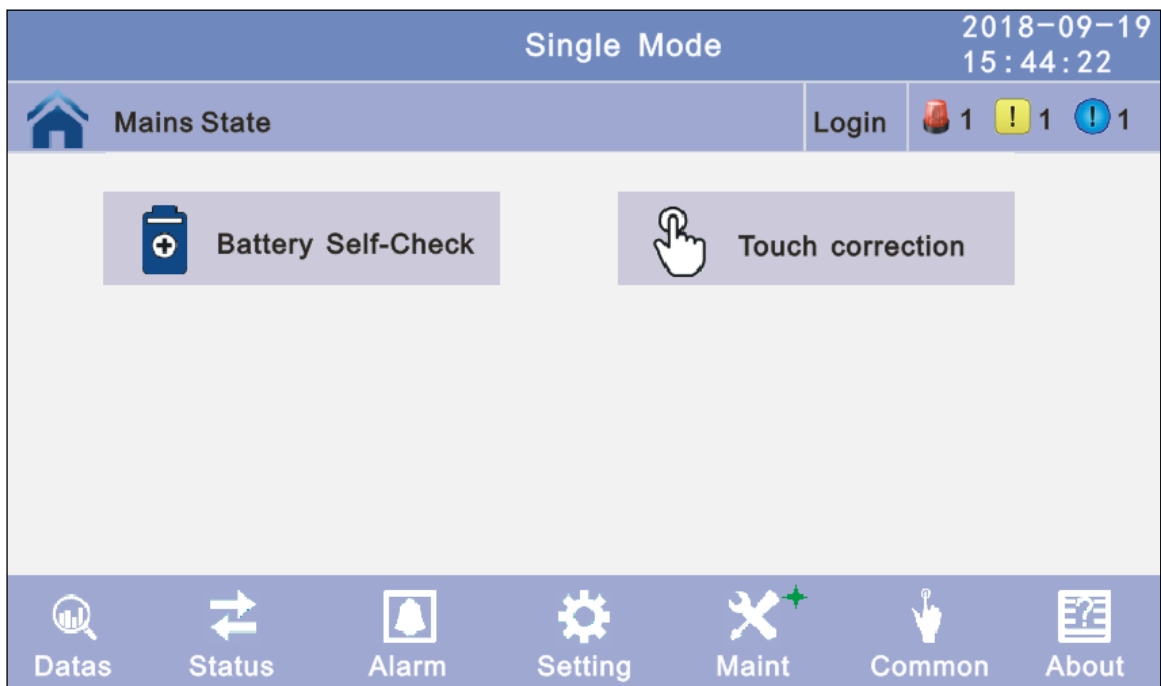 Single Mode
2018-09-19
15:44:22
Mains State
Login
1
! 1
! 1
Battery Self-Check
Touch correction
Datas
Status
Alarm
Setting
Maint
Common
?
About